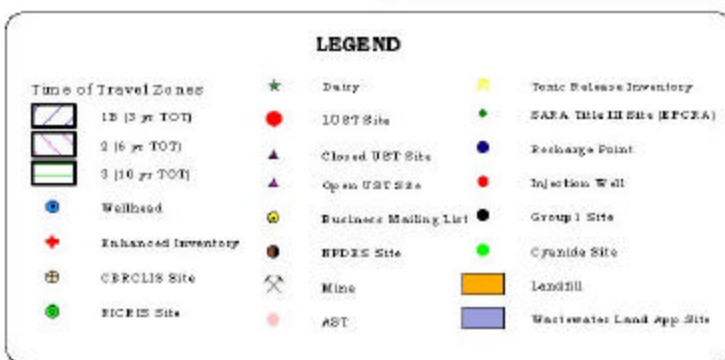 LEGEND
Time of Travel Zones
1B (3 yr TOT)
2 (6 yr TOT)
3 (10 yr TOT)
Wellhead
Enhanced Inventory
CERCLIS Site
RICRIS Site
Dairy
LUST Site
Closed UST Site
Open UST Site
Business Mailing List
NPDES Site
Mine
AST
Toxic Release Inventory
SARA Title III Site (EPCRA)
Recharge Point
Injection Well
Group 1 Site
Cyanide Site
Landfill
Wastewater Land App Site